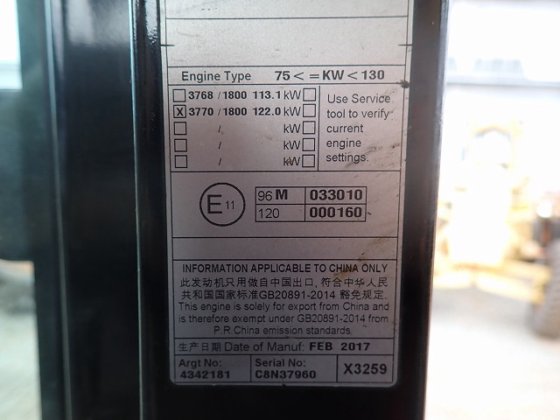 Engine Type 75 < = KW < 130
3768 / 1800 113.1 kW
X 3770 / 1800 122.0 kW
/ kW
/ kW
/ kW
Use Service
tool to verify
current
engine
settings.
E 11
96 M 033010
120 000160
INFORMATION APPLICABLE TO CHINA ONLY
此发动机只用做自中国出口, 符合中华人民
共和国国家标准GB20891-2014 豁免规定.
This engine is solely for export from China and
is therefore exempt under GB20891-2014 from
P.R.China emission standards.
生产日期 Date of Manuf: FEB 2017
Argt No: Serial No:
4342181 C8N37960 X3259